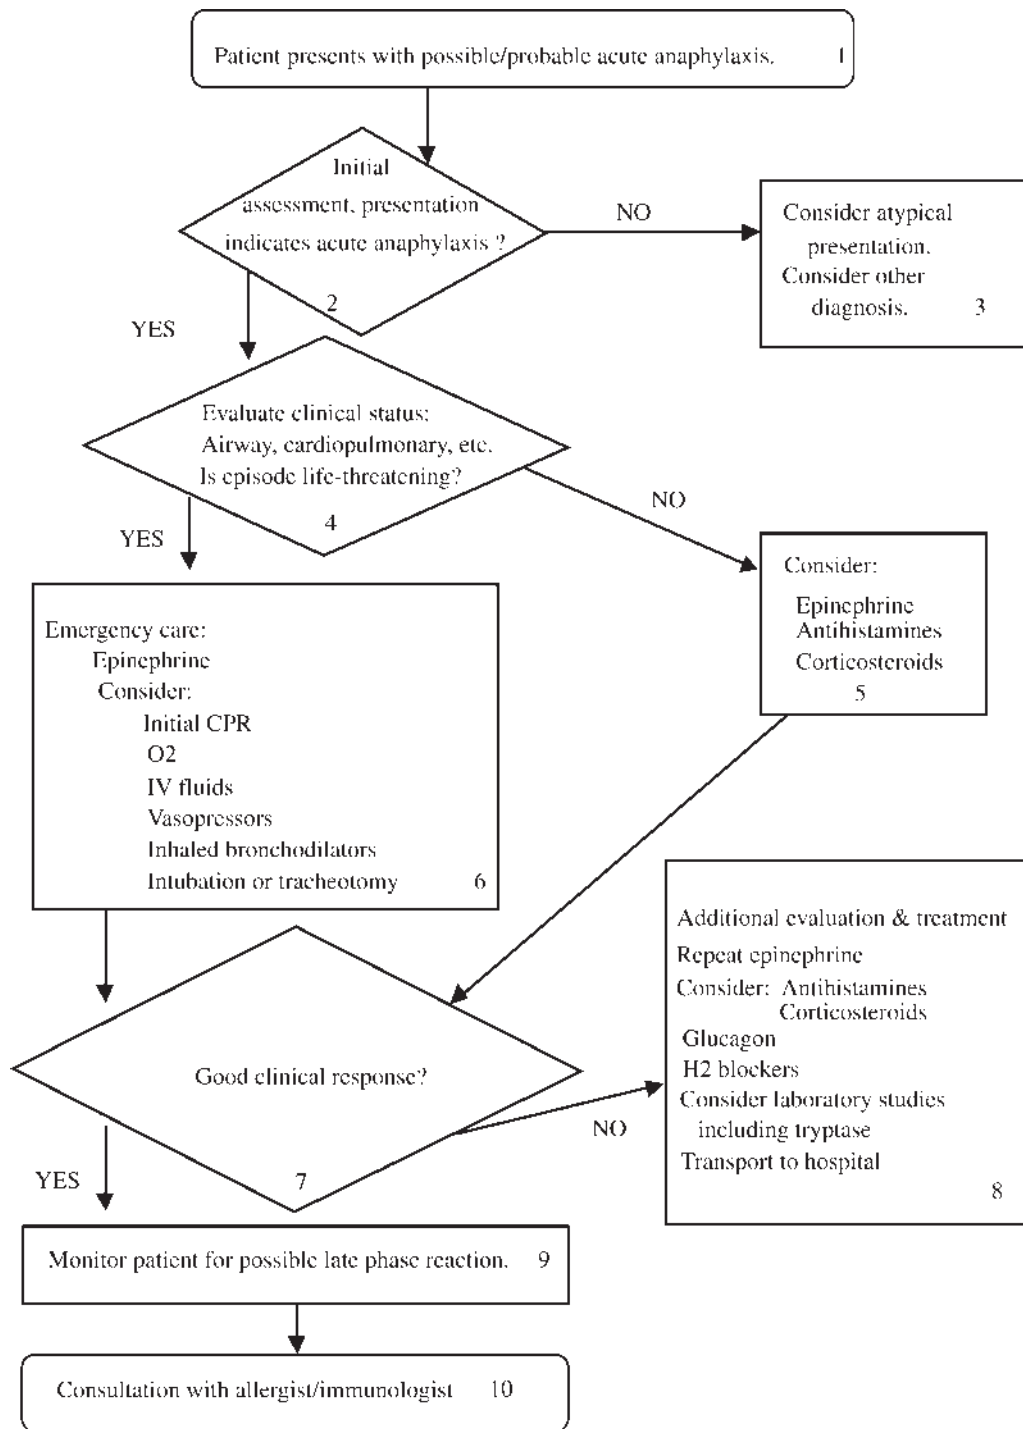 Patient presents with possible/probable acute anaphylaxis. 1
Initial
assessment, presentation
indicates acute anaphylaxis ?
2
NO
Consider atypical
presentation.
Consider other
diagnosis. 3
YES
Evaluate clinical status:
Airway, cardiopulmonary, etc.
Is episode life-threatening?
4
NO
YES
Consider:
Epinephrine
Antihistamines
Corticosteroids
5
Emergency care:
Epinephrine
Consider:
Initial CPR
O2
IV fluids
Vasopressors
Inhaled bronchodilators
Intubation or tracheotomy 6
Good clinical response?
7
NO
Additional evaluation & treatment
Repeat epinephrine
Consider: Antihistamines
Corticosteroids
Glucagon
H2 blockers
Consider laboratory studies
including tryptase
Transport to hospital
8
YES
Monitor patient for possible late phase reaction. 9
Consultation with allergist/immunologist 10